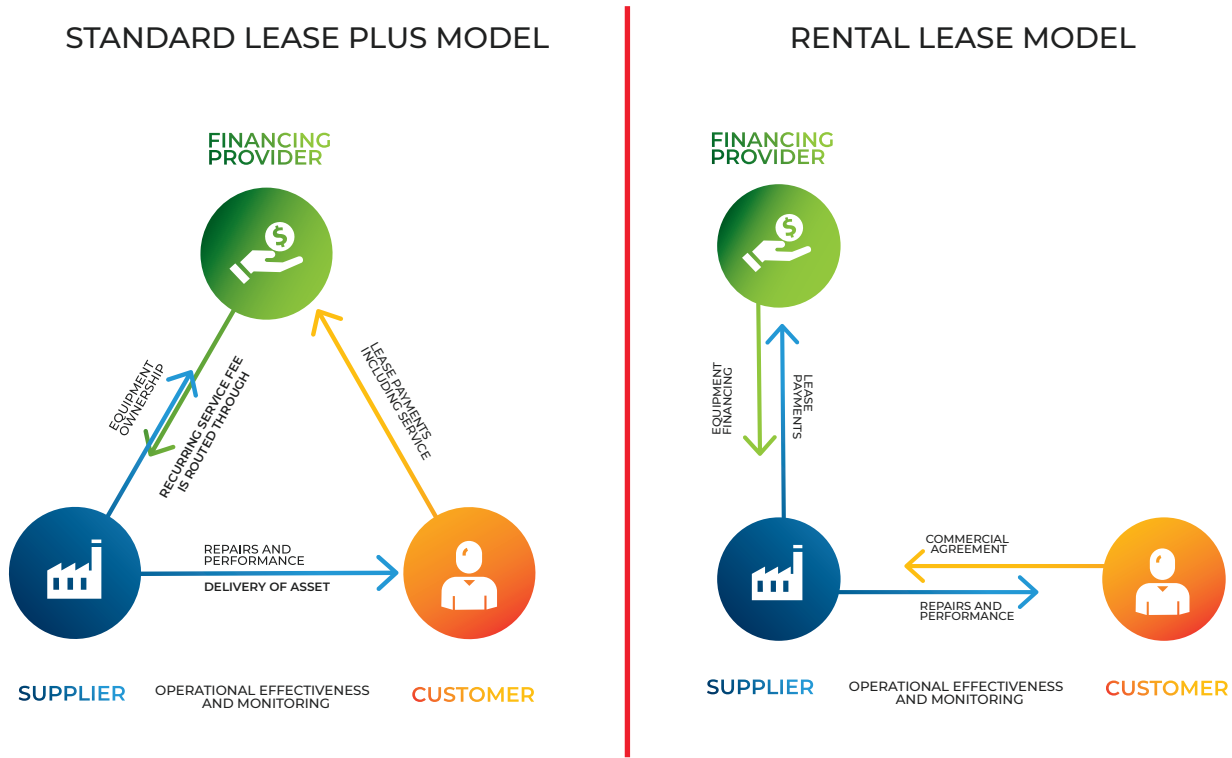 STANDARD LEASE PLUS MODEL
FINANCING
PROVIDER
$
EQUIPMENT
OWNERSHIP
RECURRING SERVICE FEE
IS ROUTED THROUGH
LEASE PAYMENTS
INCLUDING SERVICE
REPAIRS AND
PERFORMANCE
DELIVERY OF ASSET
SUPPLIER
OPERATIONAL EFFECTIVENESS
AND MONITORING
CUSTOMER
RENTAL LEASE MODEL
FINANCING
PROVIDER
$
EQUIPMENT
FINANCING
LEASE
PAYMENTS
COMMERCIAL
AGREEMENT
REPAIRS AND
PERFORMANCE
SUPPLIER
OPERATIONAL EFFECTIVENESS
AND MONITORING
CUSTOMER